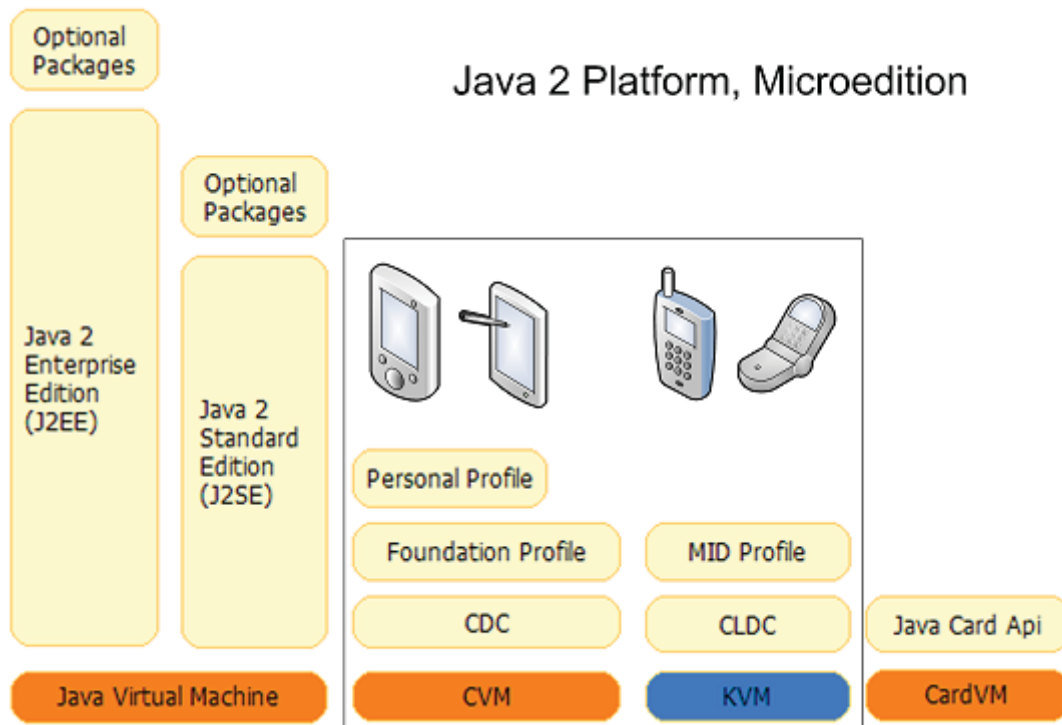 Optional
Packages
Java 2 Platform, Microedition
Optional
Packages
Java 2
Enterprise
Edition
(J2EE)
Java 2
Standard
Edition
(J2SE)
Personal Profile
Foundation Profile
MID Profile
CDC
CLDC
Java Card Api
Java Virtual Machine
CVM
KVM
CardVM